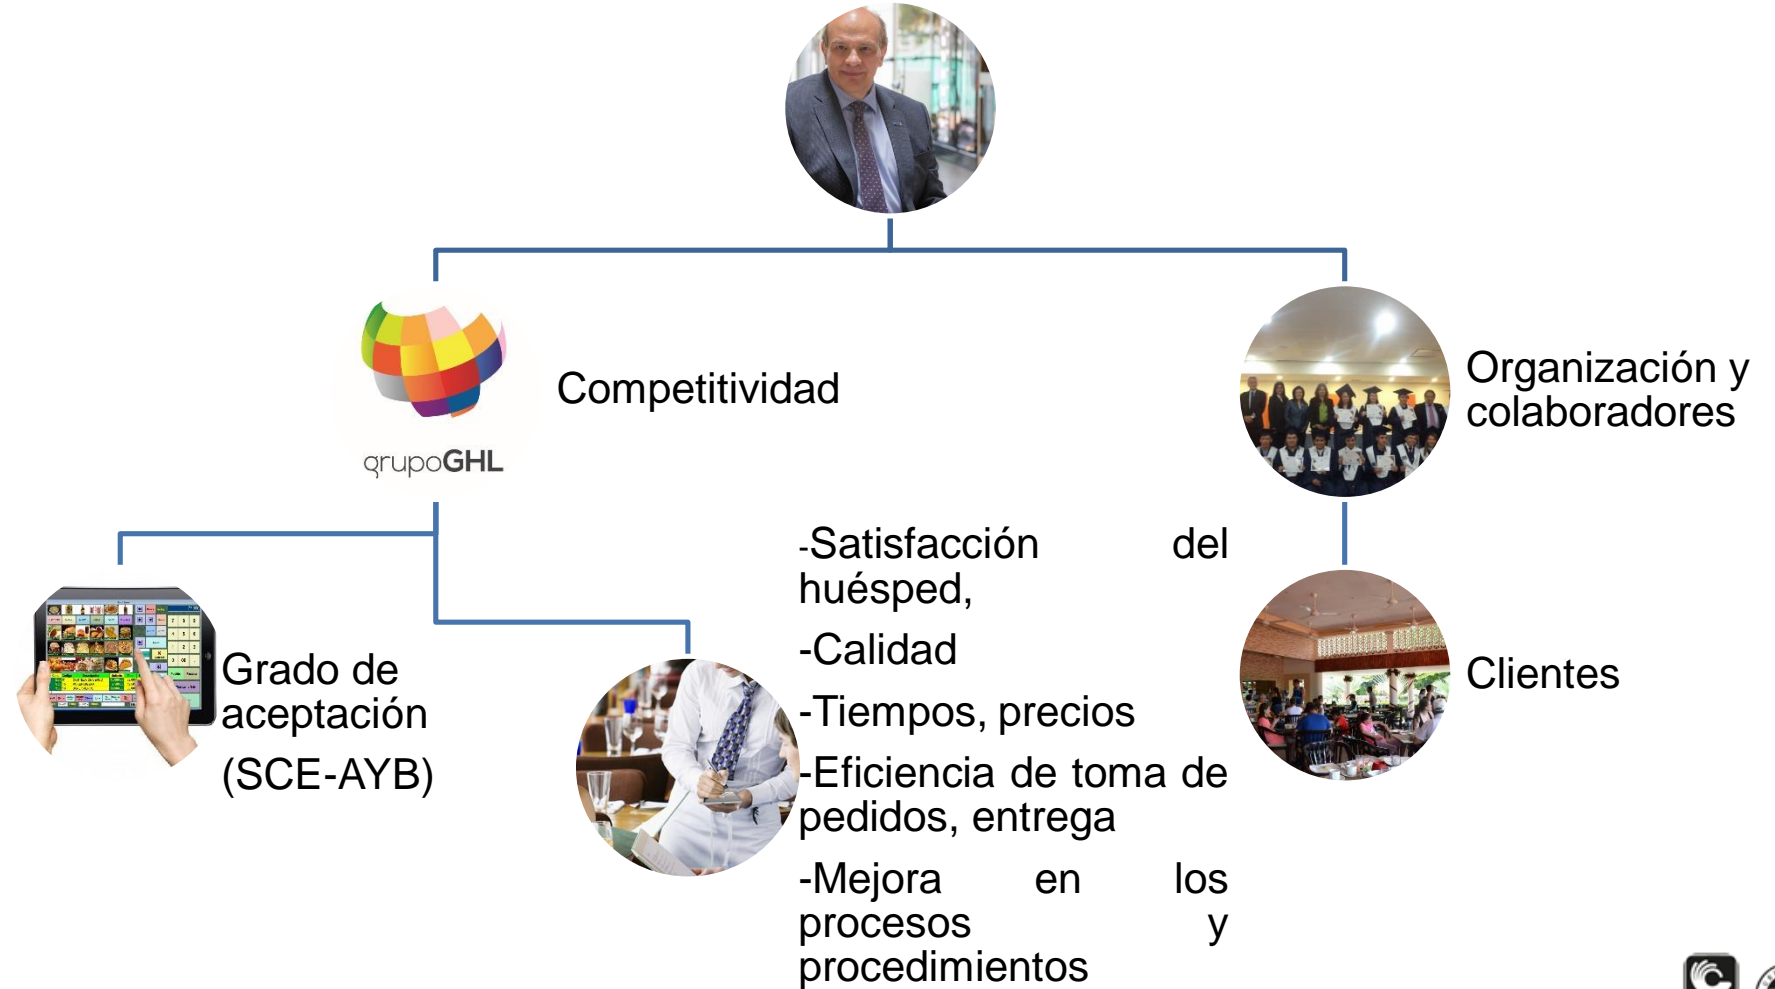 grupoGHL
Competitividad
Organización y
colaboradores
Grado de
aceptación
(SCE-AYB)
-Satisfacción del
huésped,
-Calidad
-Tiempos, precios
-Eficiencia de toma de
pedidos, entrega
-Mejora en los
procesos y
procedimientos
Clientes